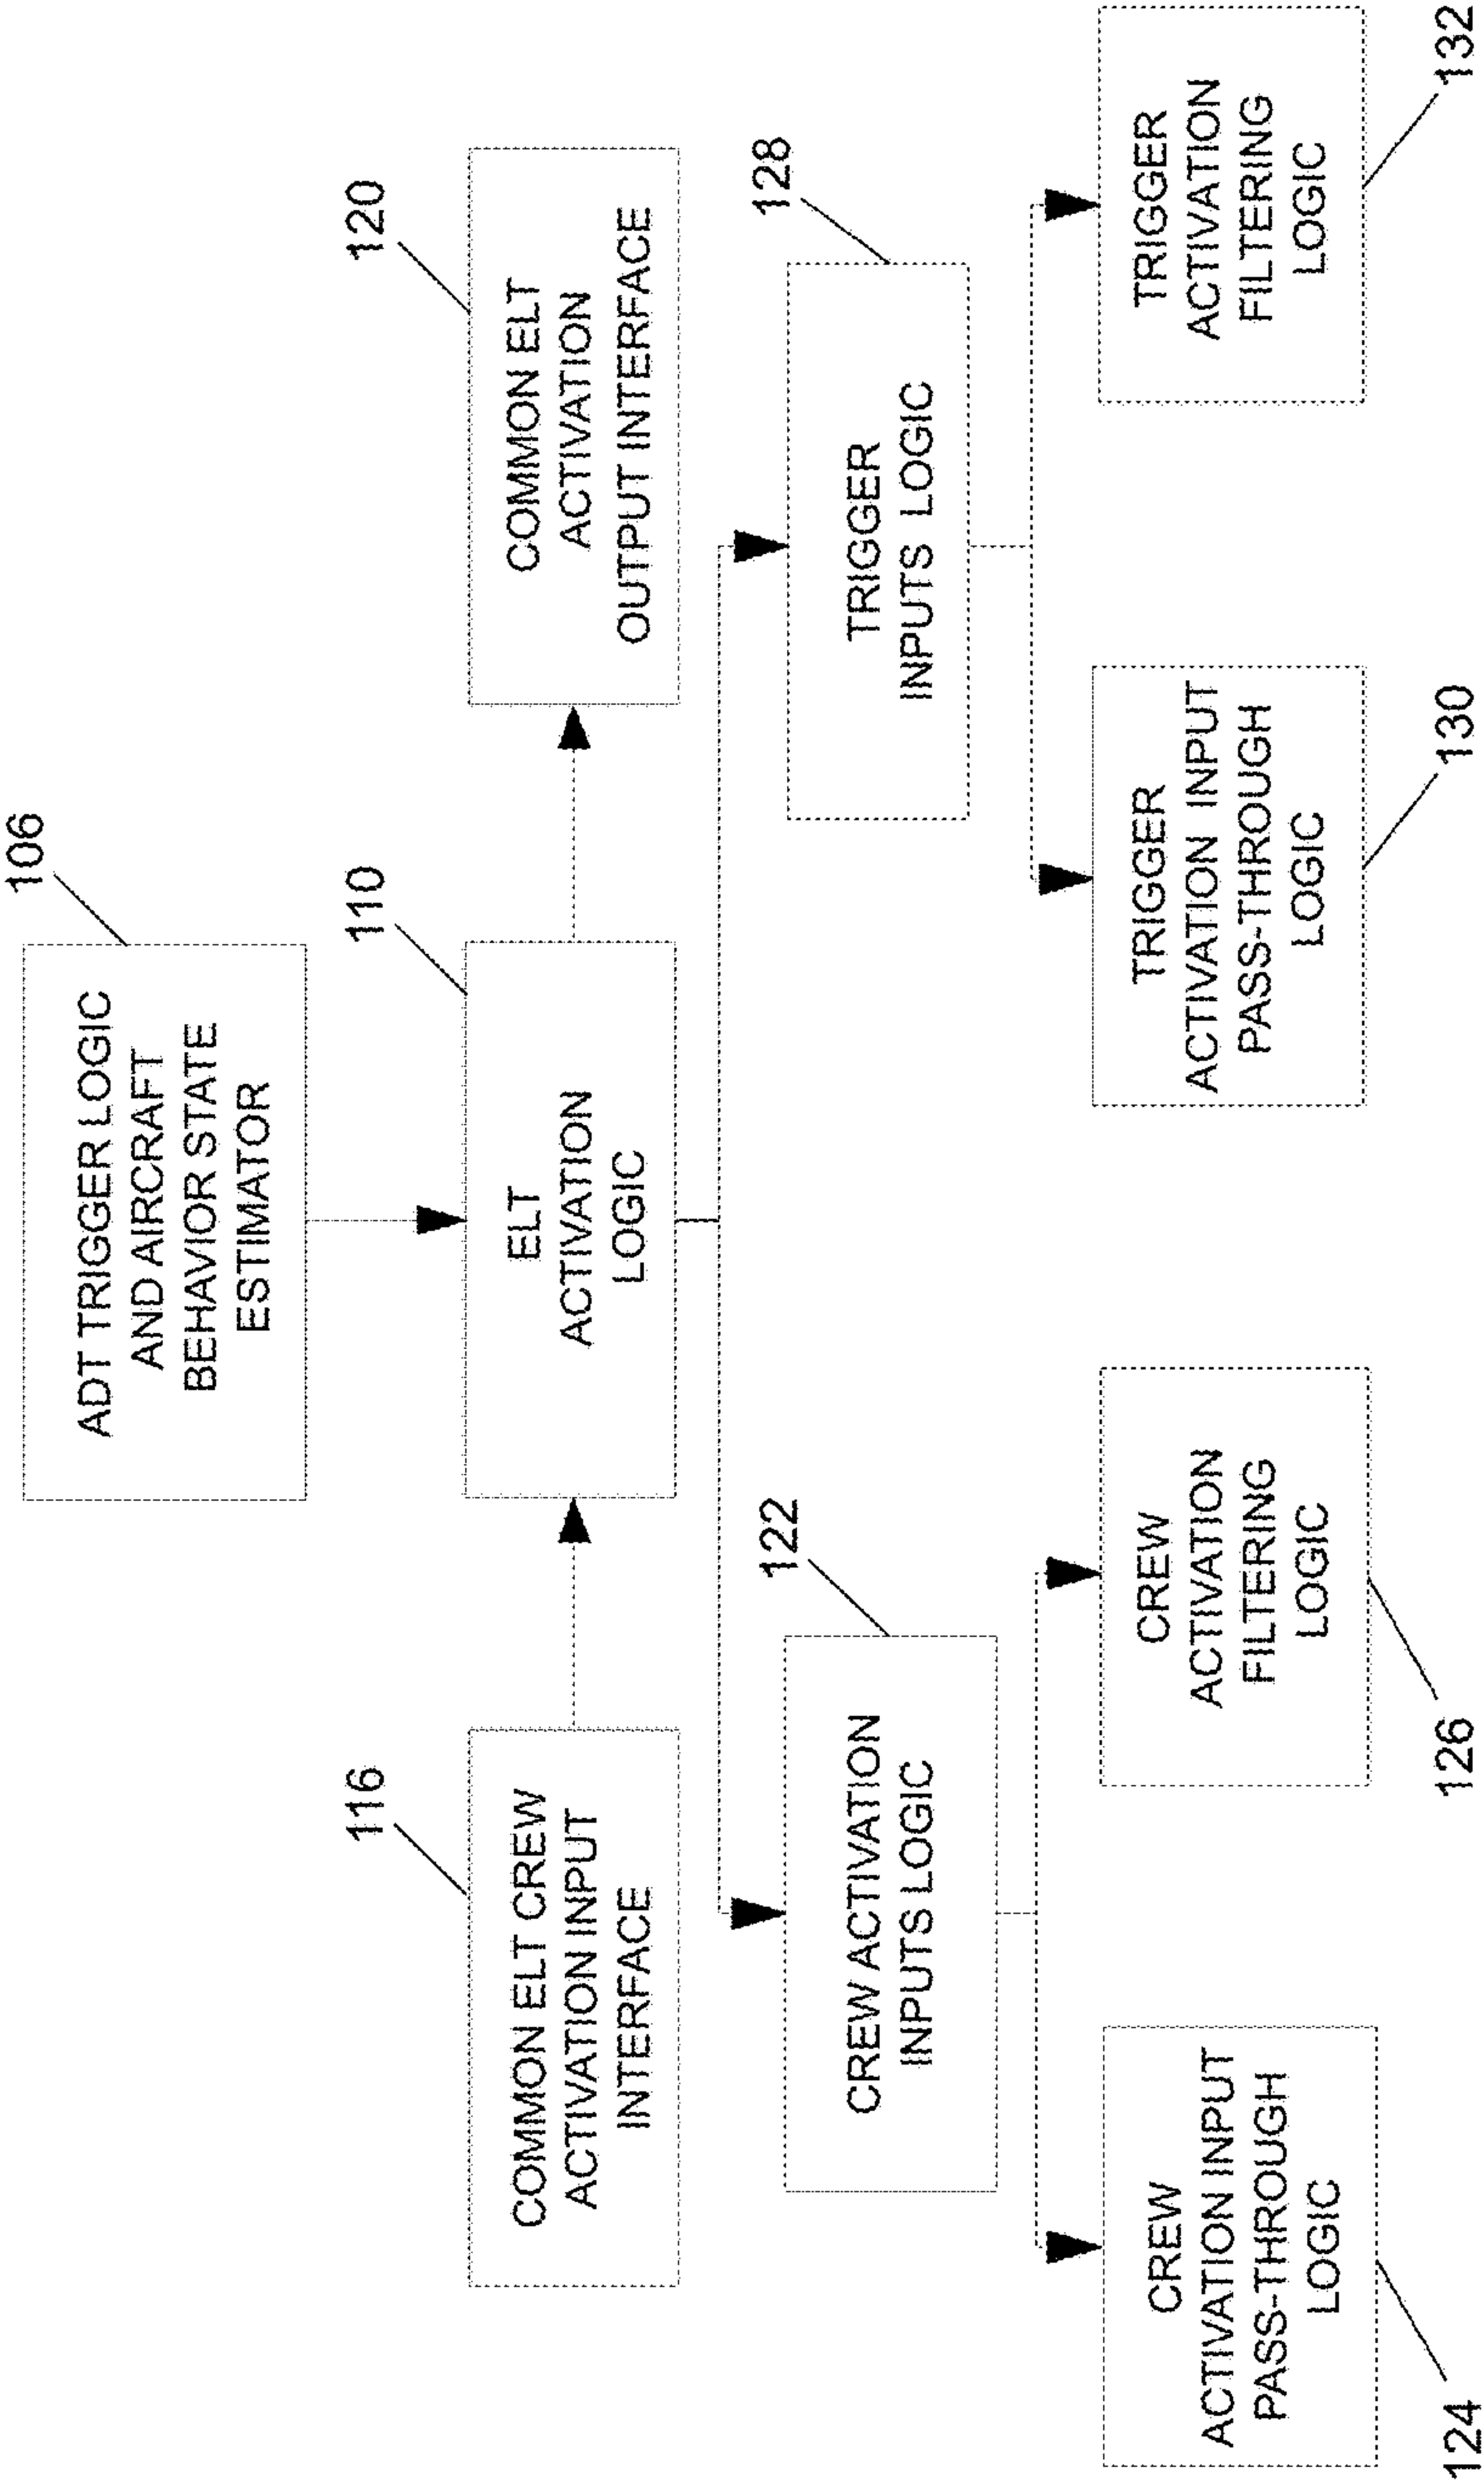 106
ADT TRIGGER LOGIC
AND AIRCRAFT
BEHAVIOR STATE
ESTIMATOR
116
COMMON ELT CREW
ACTIVATION INPUT
INTERFACE
110
ELT
ACTIVATION
LOGIC
120
COMMON ELT
ACTIVATION
OUTPUT INTERFACE
122
CREW ACTIVATION
INPUTS LOGIC
128
TRIGGER
INPUTS LOGIC
CREW
ACTIVATION INPUT
PASS-THROUGH
LOGIC
124
CREW
ACTIVATION
FILTERING
LOGIC
126
TRIGGER
ACTIVATION INPUT
PASS-THROUGH
LOGIC
130
TRIGGER
ACTIVATION
FILTERING
LOGIC
132